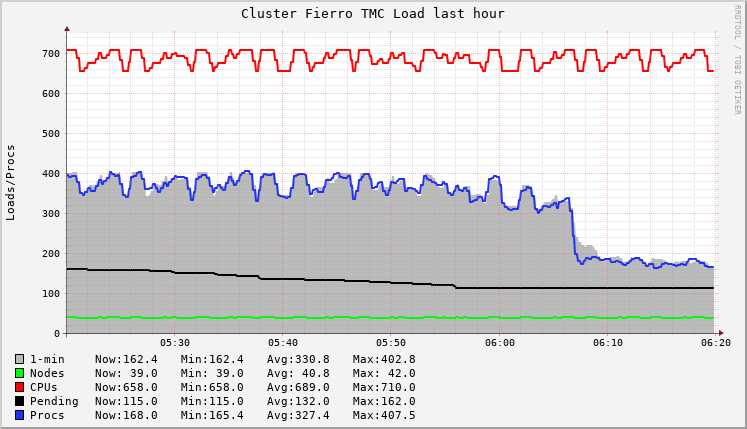 Cluster Fierro TMC Load last hour
RRDTOOL / TOBI OETIKER
Loads/Procs
700
600
500
400
300
200
100
0
05:30 05:40 05:50 06:00 06:10 06:20
1-min Now:162.4 Min:162.4 Avg:330.8 Max:402.8
Nodes Now: 39.0 Min: 39.0 Avg: 40.8 Max: 42.0
CPUs Now:658.0 Min:658.0 Avg:689.0 Max:710.0
Pending Now:115.0 Min:115.0 Avg:132.0 Max:162.0
Procs Now:168.0 Min:165.4 Avg:327.4 Max:407.5